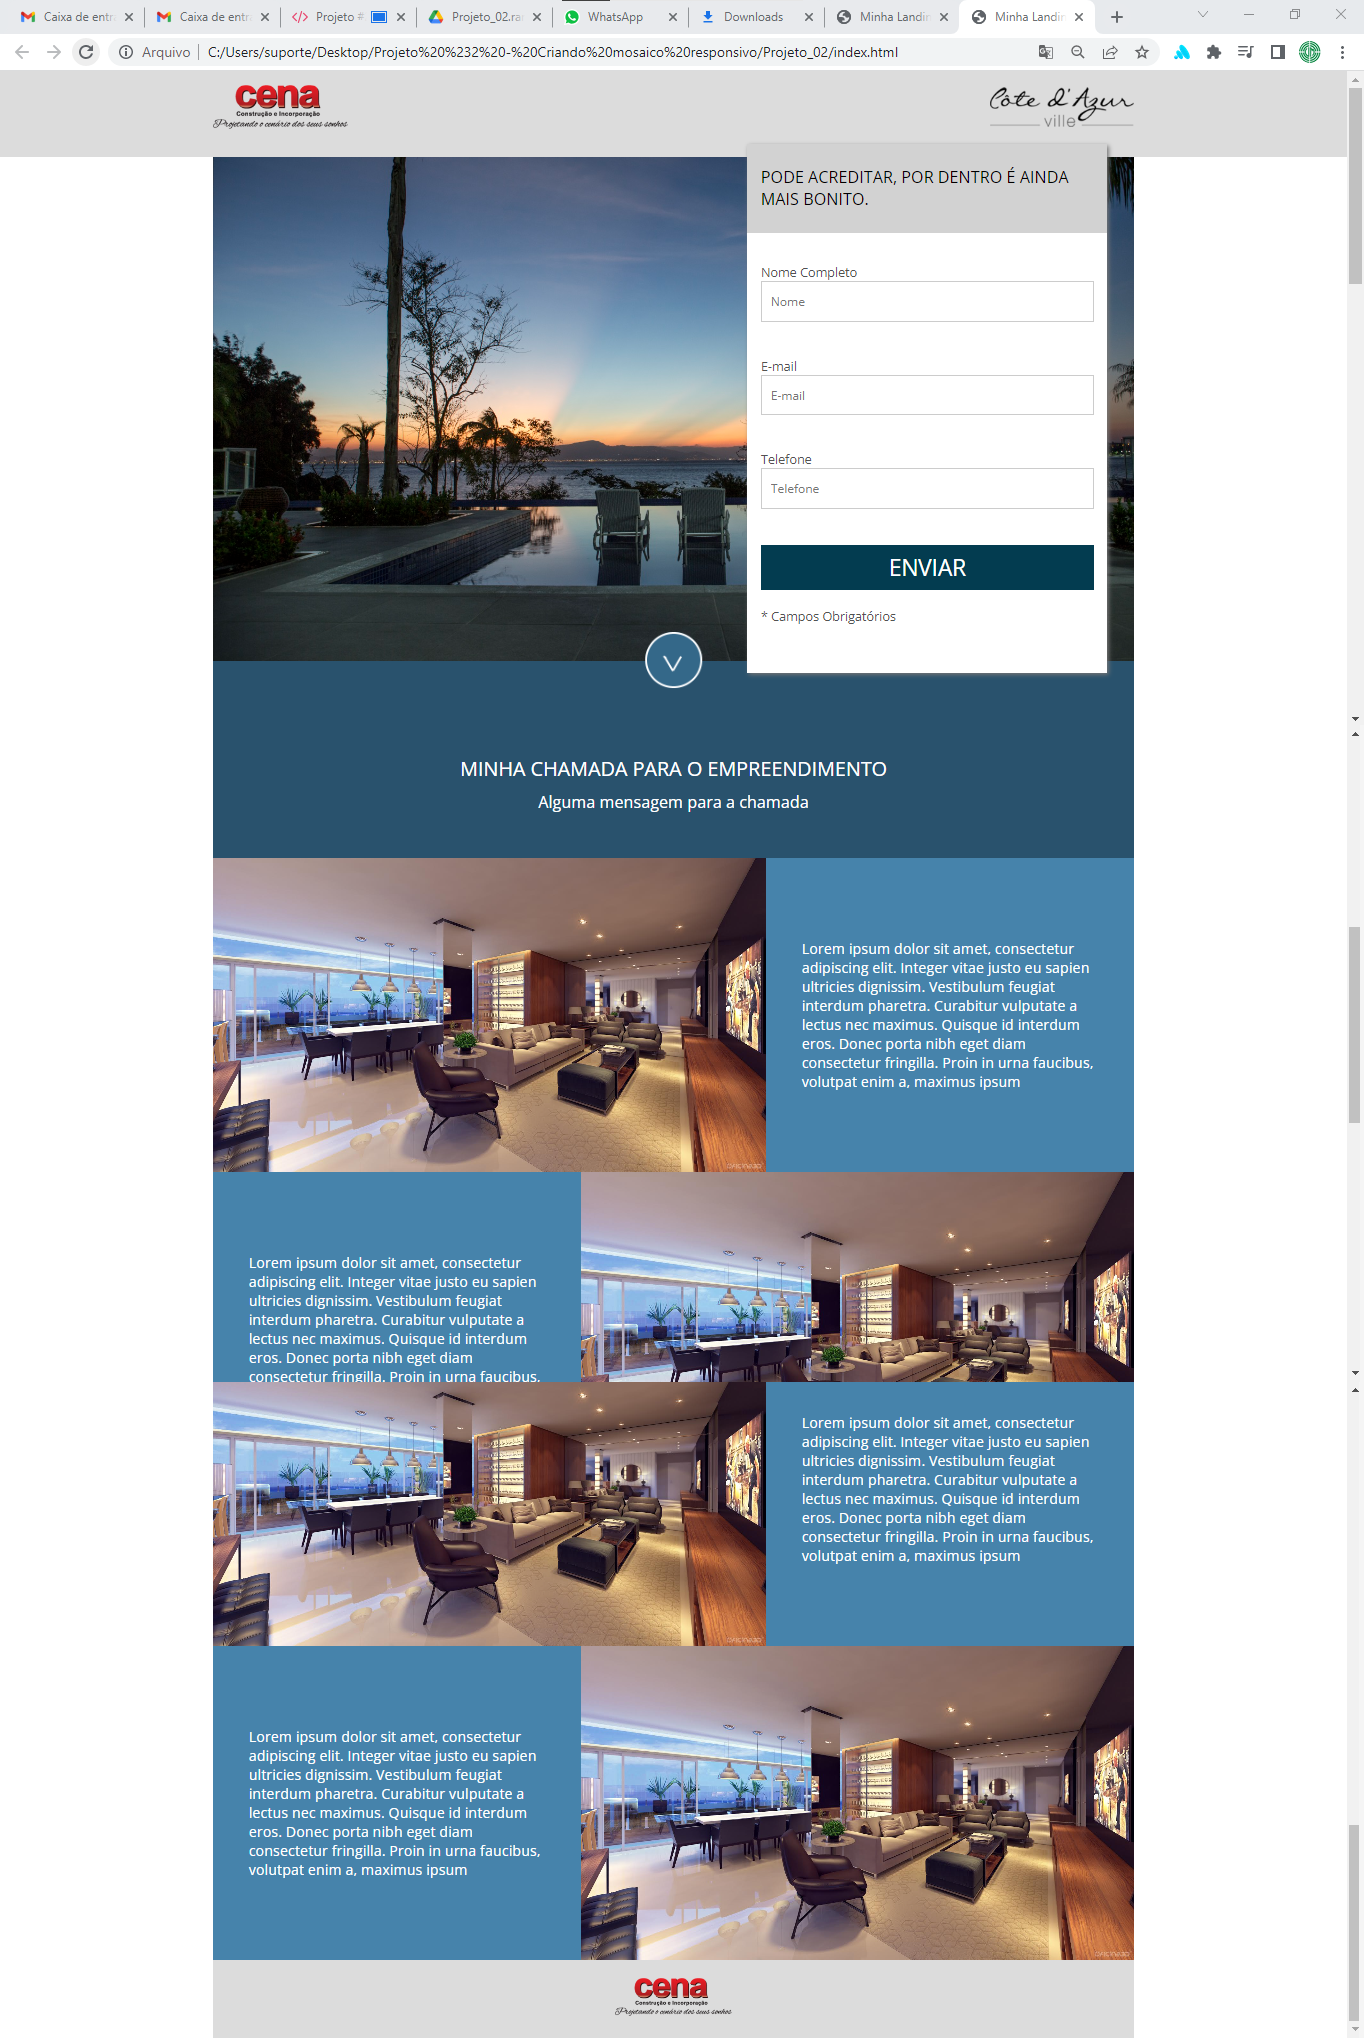 Caixa de entr
Caixa de entr
Projeto #
Projeto_02.ra
WhatsApp
Downloads
Minha Landin
Minha Landin
Arquivo | C:/Users/suporte/Desktop/Projeto%20%232%20-%20Criando%20mosaico%20responsivo/Projeto_02/index.html
cena
Construção e Incorporação
Projetando o cenário dos seus sonhos
Côte d'Azur
ville
PODE ACREDITAR, POR DENTRO É AINDA
MAIS BONITO.
Nome Completo
Nome
E-mail
E-mail
Telefone
Telefone
ENVIAR
* Campos Obrigatórios
MINHA CHAMADA PARA O EMPREENDIMENTO
Alguma mensagem para a chamada
Lorem ipsum dolor sit amet, consectetur
adipiscing elit. Integer vitae justo eu sapien
ultricies dignissim. Vestibulum feugiat
interdum pharetra. Curabitur vulputate a
lectus nec maximus. Quisque id interdum
eros. Donec porta nibh eget diam
consectetur fringilla. Proin in urna faucibus,
volutpat enim a, maximus ipsum
Lorem ipsum dolor sit amet, consectetur
adipiscing elit. Integer vitae justo eu sapien
ultricies dignissim. Vestibulum feugiat
interdum pharetra. Curabitur vulputate a
lectus nec maximus. Quisque id interdum
eros. Donec porta nibh eget diam
consectetur fringilla. Proin in urna faucibus,
Lorem ipsum dolor sit amet, consectetur
adipiscing elit. Integer vitae justo eu sapien
ultricies dignissim. Vestibulum feugiat
interdum pharetra. Curabitur vulputate a
lectus nec maximus. Quisque id interdum
eros. Donec porta nibh eget diam
consectetur fringilla. Proin in urna faucibus,
volutpat enim a, maximus ipsum
Lorem ipsum dolor sit amet, consectetur
adipiscing elit. Integer vitae justo eu sapien
ultricies dignissim. Vestibulum feugiat
interdum pharetra. Curabitur vulputate a
lectus nec maximus. Quisque id interdum
eros. Donec porta nibh eget diam
consectetur fringilla. Proin in urna faucibus,
volutpat enim a, maximus ipsum
cena
Construção e Incorporação
Projetando o cenário dos seus sonhos